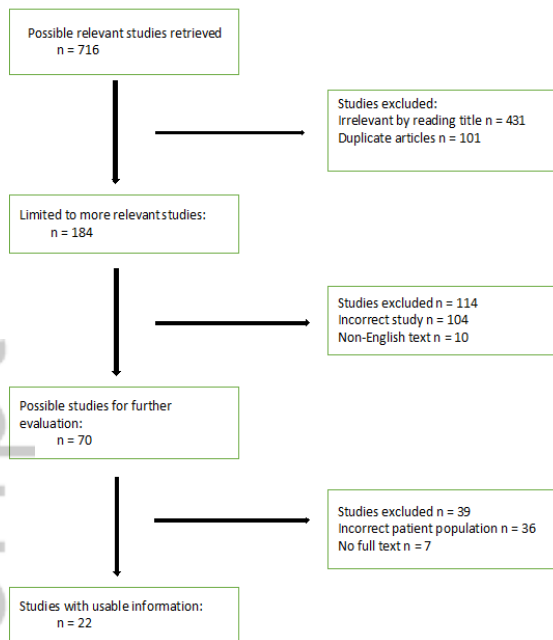 Possible relevant studies retrieved
n = 716
Studies excluded:
Irrelevant by reading title n = 431
Duplicate articles n = 101
Limited to more relevant studies:
n = 184
Studies excluded n = 114
Incorrect study n = 104
Non-English text n = 10
Possible studies for further
evaluation:
n = 70
Studies excluded n = 39
Incorrect patient population n = 36
No full text n = 7
Studies with usable information:
n = 22